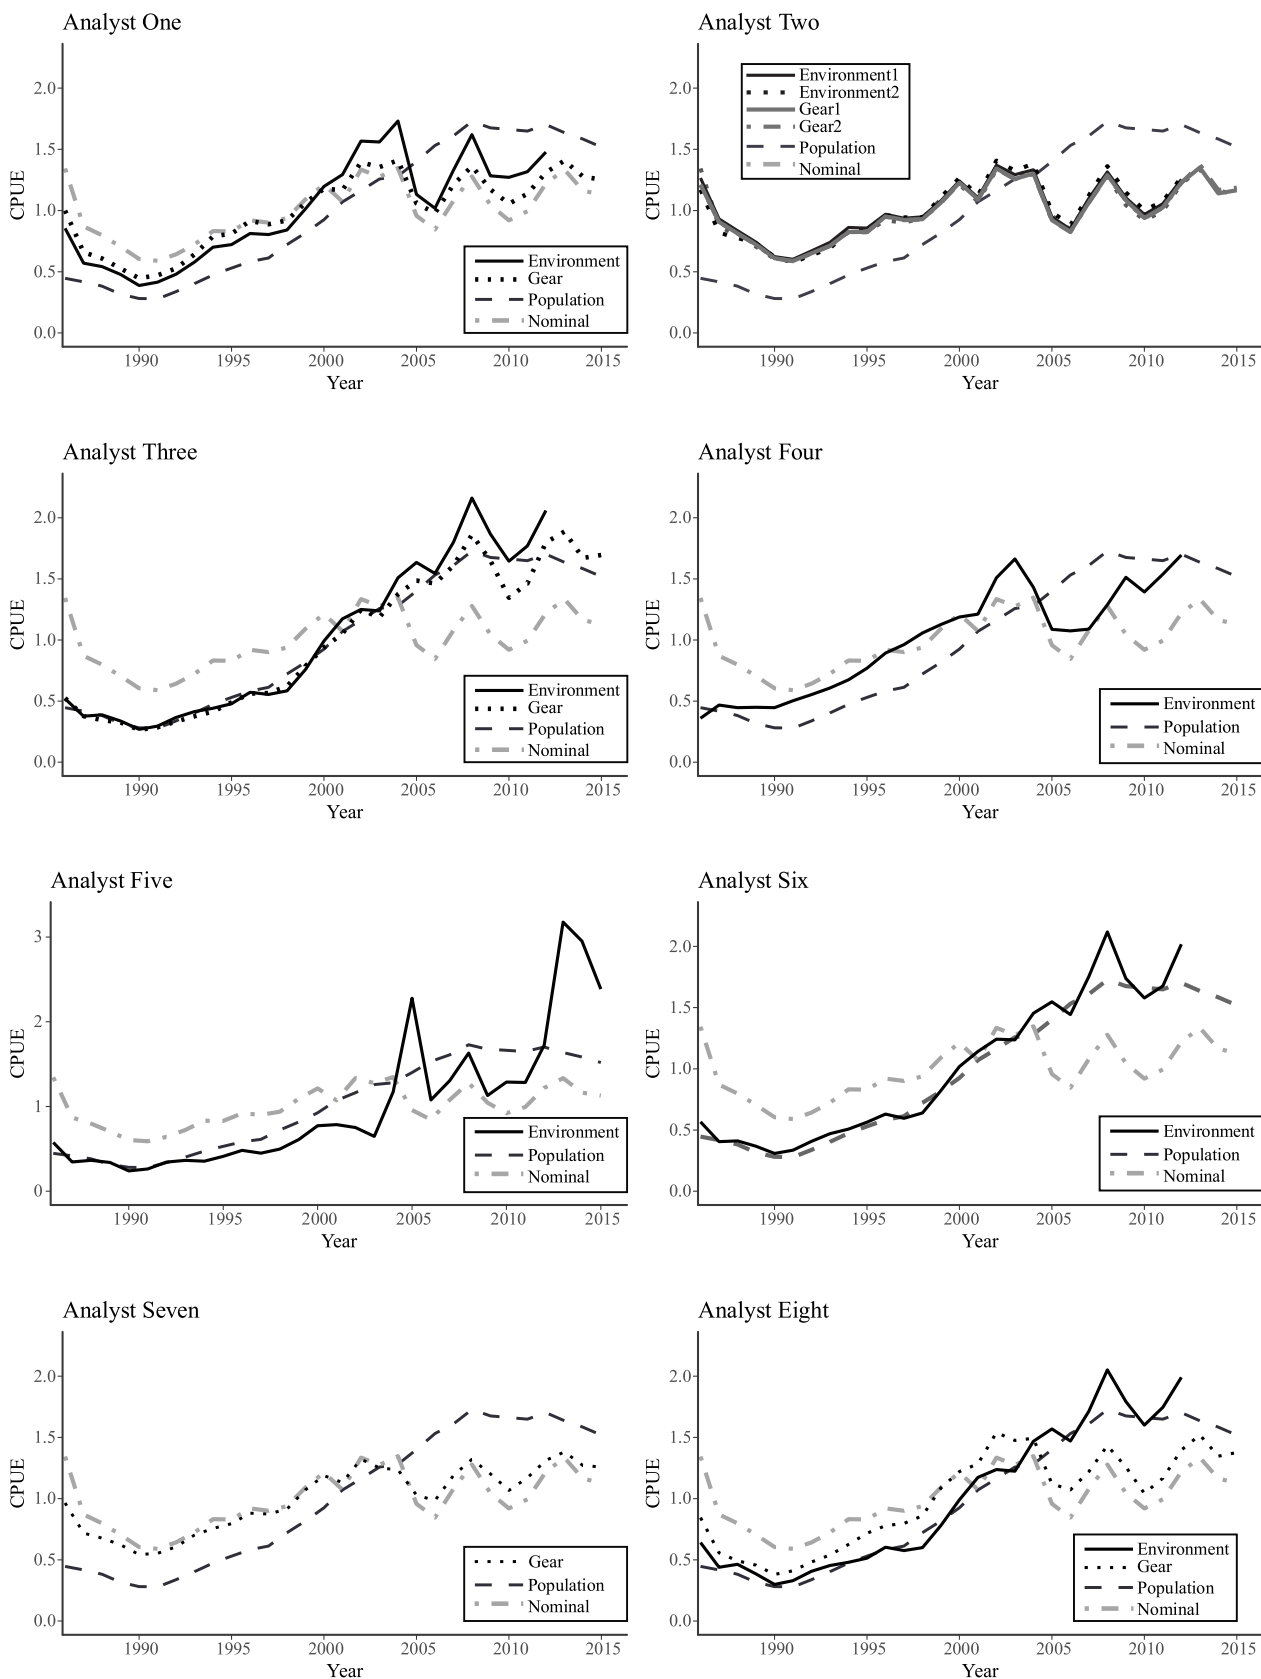 Analyst One
CPUE
2.0
1.5
1.0
0.5
0.0
1990 1995 2000 2005 2010 2015
Year
Environment
Gear
Population
Nominal
Analyst Two
CPUE
2.0
1.5
1.0
0.5
0.0
1990 1995 2000 2005 2010 2015
Year
Environment1
Environment2
Gear1
Gear2
Population
Nominal
Analyst Three
CPUE
2.0
1.5
1.0
0.5
0.0
1990 1995 2000 2005 2010 2015
Year
Environment
Gear
Population
Nominal
Analyst Four
CPUE
2.0
1.5
1.0
0.5
0.0
1990 1995 2000 2005 2010 2015
Year
Environment
Population
Nominal
Analyst Five
CPUE
3
2
1
0
1990 1995 2000 2005 2010 2015
Year
Environment
Population
Nominal
Analyst Six
CPUE
2.0
1.5
1.0
0.5
0.0
1990 1995 2000 2005 2010 2015
Year
Environment
Population
Nominal
Analyst Seven
CPUE
2.0
1.5
1.0
0.5
0.0
1990 1995 2000 2005 2010 2015
Year
Gear
Population
Nominal
Analyst Eight
CPUE
2.0
1.5
1.0
0.5
0.0
1990 1995 2000 2005 2010 2015
Year
Environment
Gear
Population
Nominal